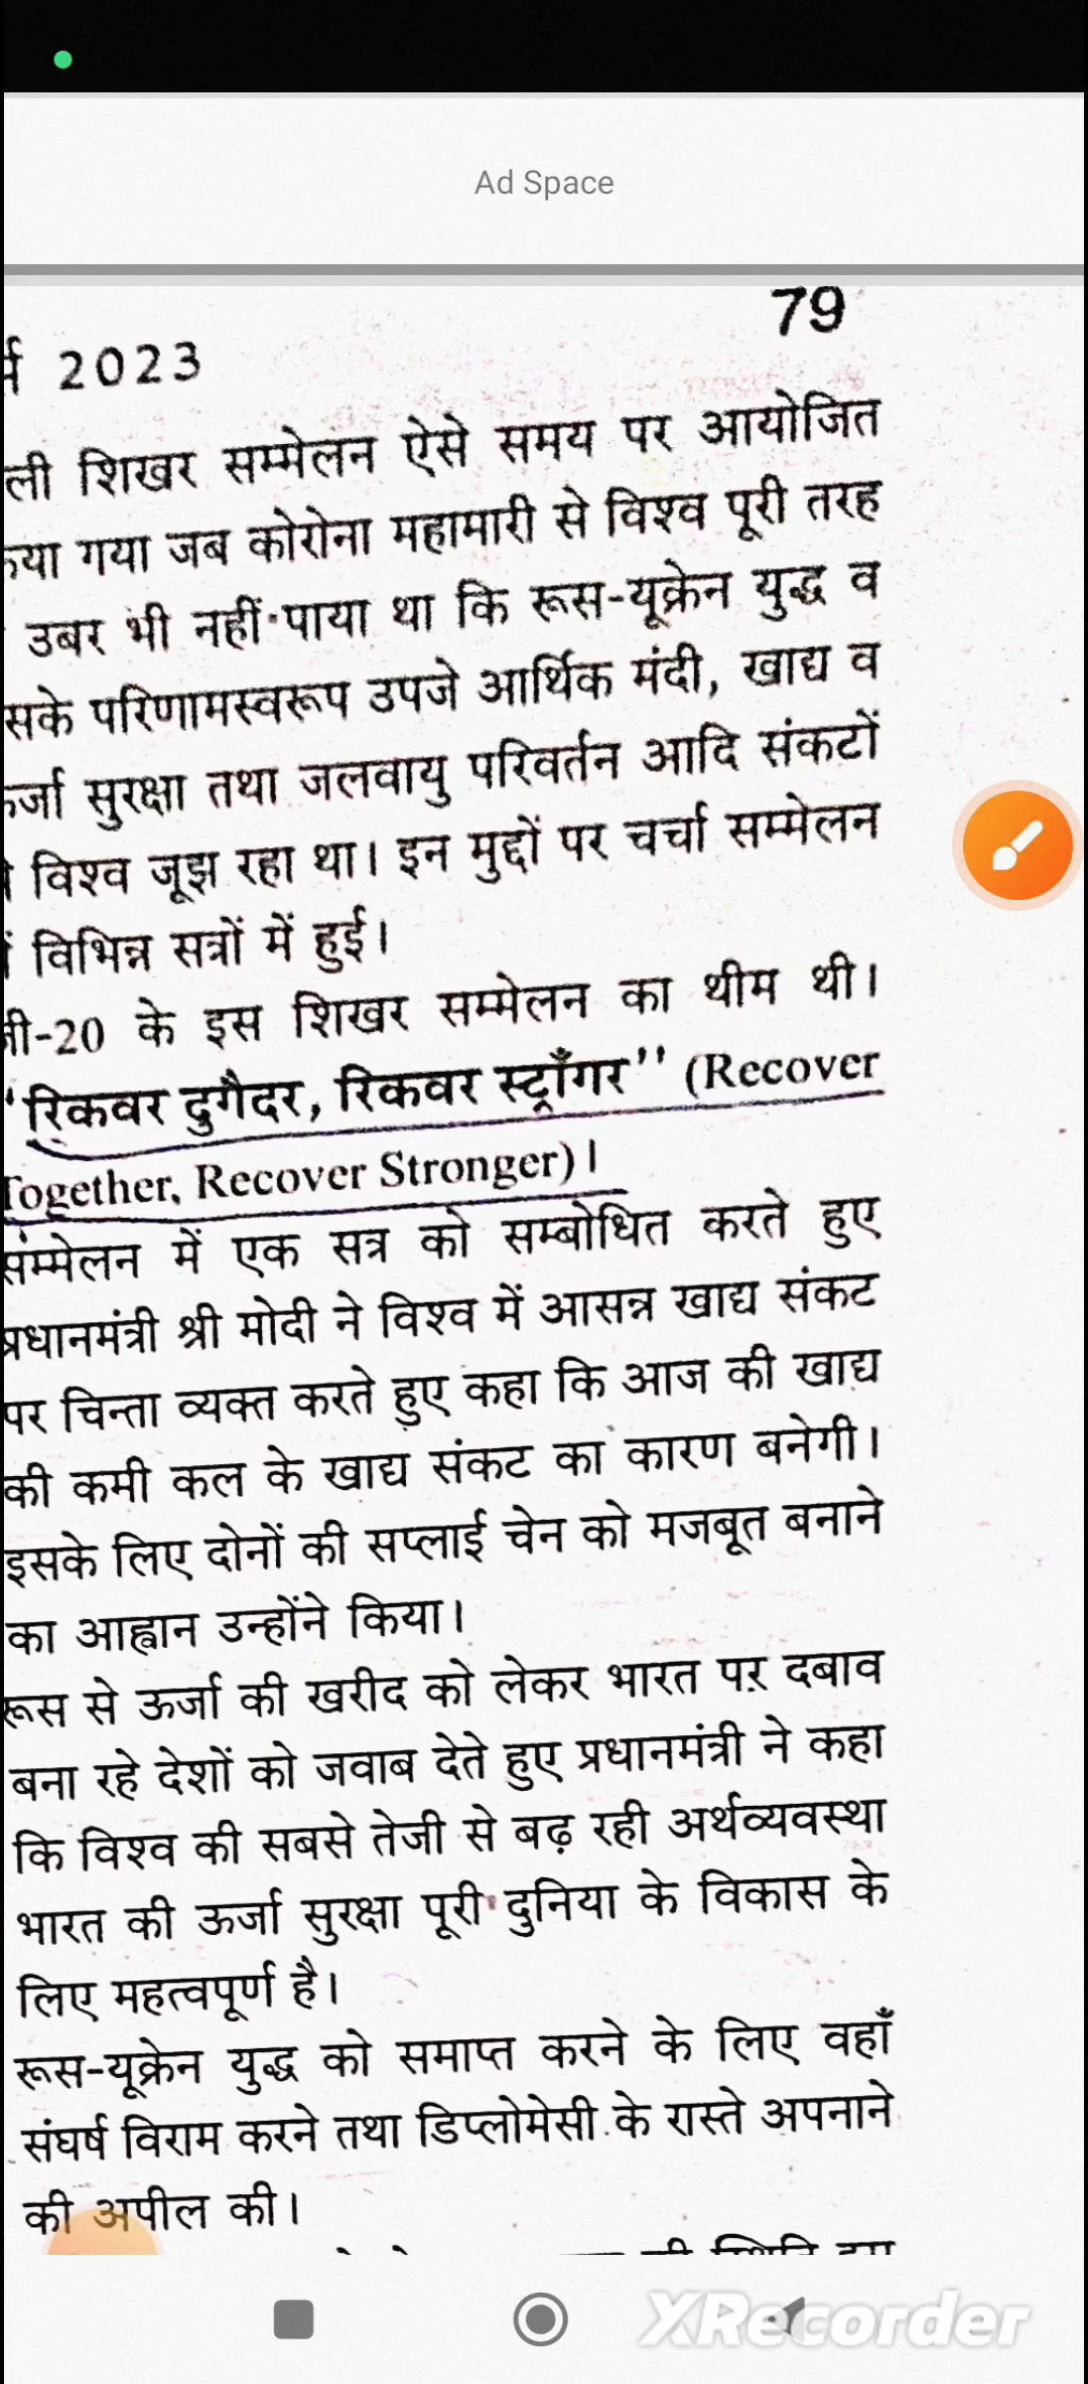 Ad Space
79
2023
ली शिखर सम्मेलन ऐसे समय पर आयोजित
या गया जब कोरोना महामारी से विश्व पूरी तरह
उबर भी नहीं पाया था कि रूस-यूक्रेन युद्ध व
सके परिणामस्वरूप उपजे आर्थिक मंदी, खाद्य व
र्जा सुरक्षा तथा जलवायु परिवर्तन आदि संकटों
विश्व जूझ रहा था। इन मुद्दों पर चर्चा सम्मेलन
विभिन्न सत्रों में हुई।
जी-20 के इस शिखर सम्मेलन का थीम थी।
‘रिकवर टुगैदर, रिकवर स्ट्राँगर’’ (Recover
Together, Recover Stronger)।
संम्मेलन में एक सत्र को सम्बोधित करते हुए
प्रधानमंत्री श्री मोदी ने विश्व में आसन्न खाद्य संकट
पर चिन्ता व्यक्त करते हुए कहा कि आज की खाद्य
की कमी कल के खाद्य संकट का कारण बनेगी।
इसके लिए दोनों की सप्लाई चेन को मजबूत बनाने
का आह्वान उन्होंने किया।
रूस से ऊर्जा की खरीद को लेकर भारत पर दबाव
बना रहे देशों को जवाब देते हुए प्रधानमंत्री ने कहा
कि विश्व की सबसे तेजी से बढ़ रही अर्थव्यवस्था
भारत की ऊर्जा सुरक्षा पूरी दुनिया के विकास के
लिए महत्वपूर्ण है।
रूस-यूक्रेन युद्ध को समाप्त करने के लिए वहाँ
संघर्ष विराम करने तथा डिप्लोमेसी के रास्ते अपनाने
की अपील की।
XRecorder